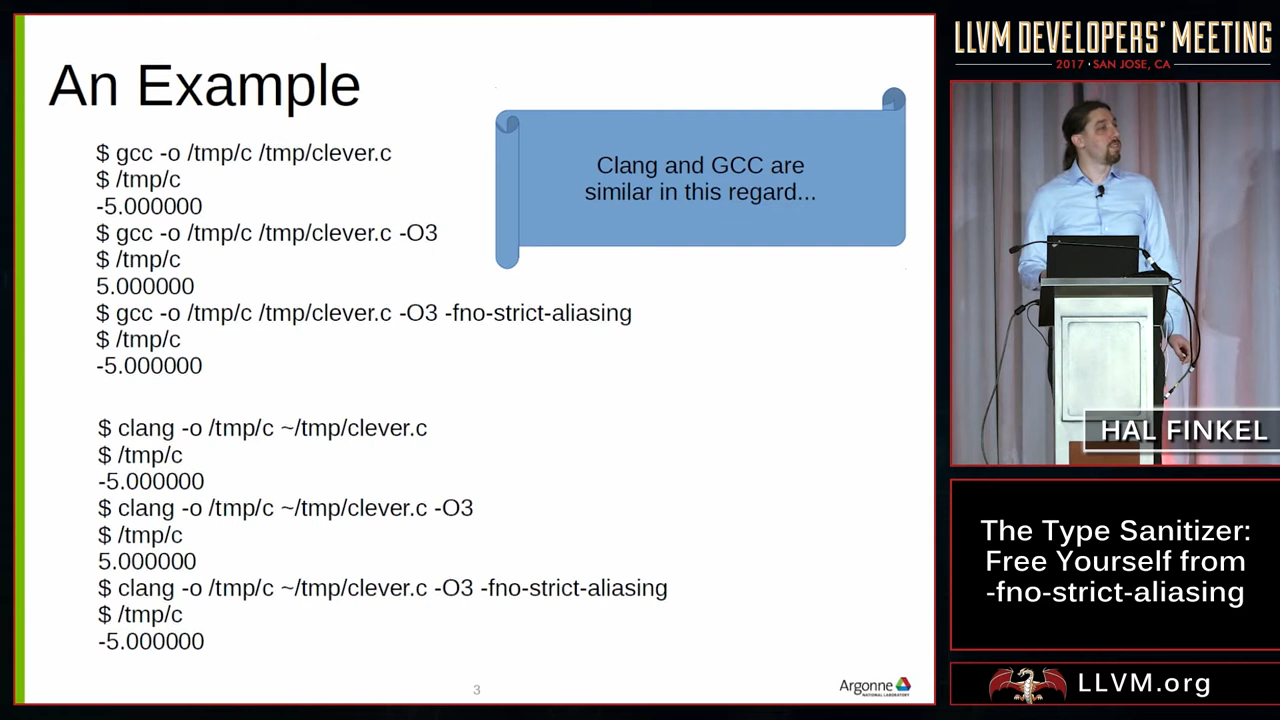 An Example
$ gcc -o /tmp/c /tmp/clever.c
$ /tmp/c
-5.000000
$ gcc -o /tmp/c /tmp/clever.c -O3
$ /tmp/c
5.000000
$ gcc -o /tmp/c /tmp/clever.c -O3 -fno-strict-aliasing
$ /tmp/c
-5.000000
Clang and GCC are
similar in this regard...
$ clang -o /tmp/c ~/tmp/clever.c
$ /tmp/c
-5.000000
$ clang -o /tmp/c ~/tmp/clever.c -O3
$ /tmp/c
5.000000
$ clang -o /tmp/c ~/tmp/clever.c -O3 -fno-strict-aliasing
$ /tmp/c
-5.000000
3
Argonne
NATIONAL LABORATORY
LLVM DEVELOPERS' MEETING
2017 • SAN JOSE, CA
HAL FINKEL
The Type Sanitizer:
Free Yourself from
-fno-strict-aliasing
LLVM.org